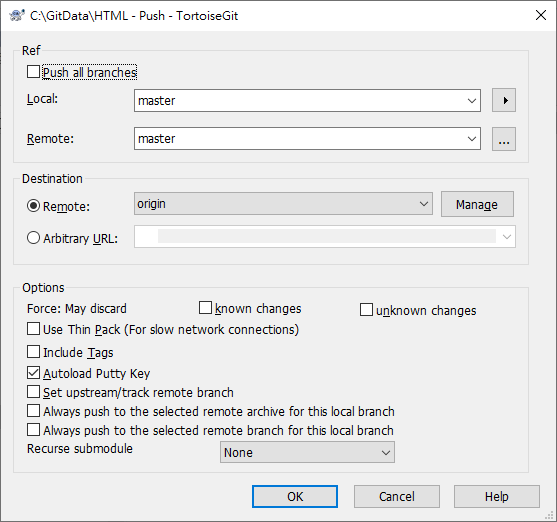 C:\GitData\HTML - Push - TortoiseGit
Ref
Push all branches
Local:
master
Remote:
master
...
Destination
Remote:
origin
Manage
Arbitrary URL:
Options
Force: May discard
known changes
unknown changes
Use Thin Pack (For slow network connections)
Include Tags
Autoload Putty Key
Set upstream/track remote branch
Always push to the selected remote archive for this local branch
Always push to the selected remote branch for this local branch
Recurse submodule
None
OK
Cancel
Help